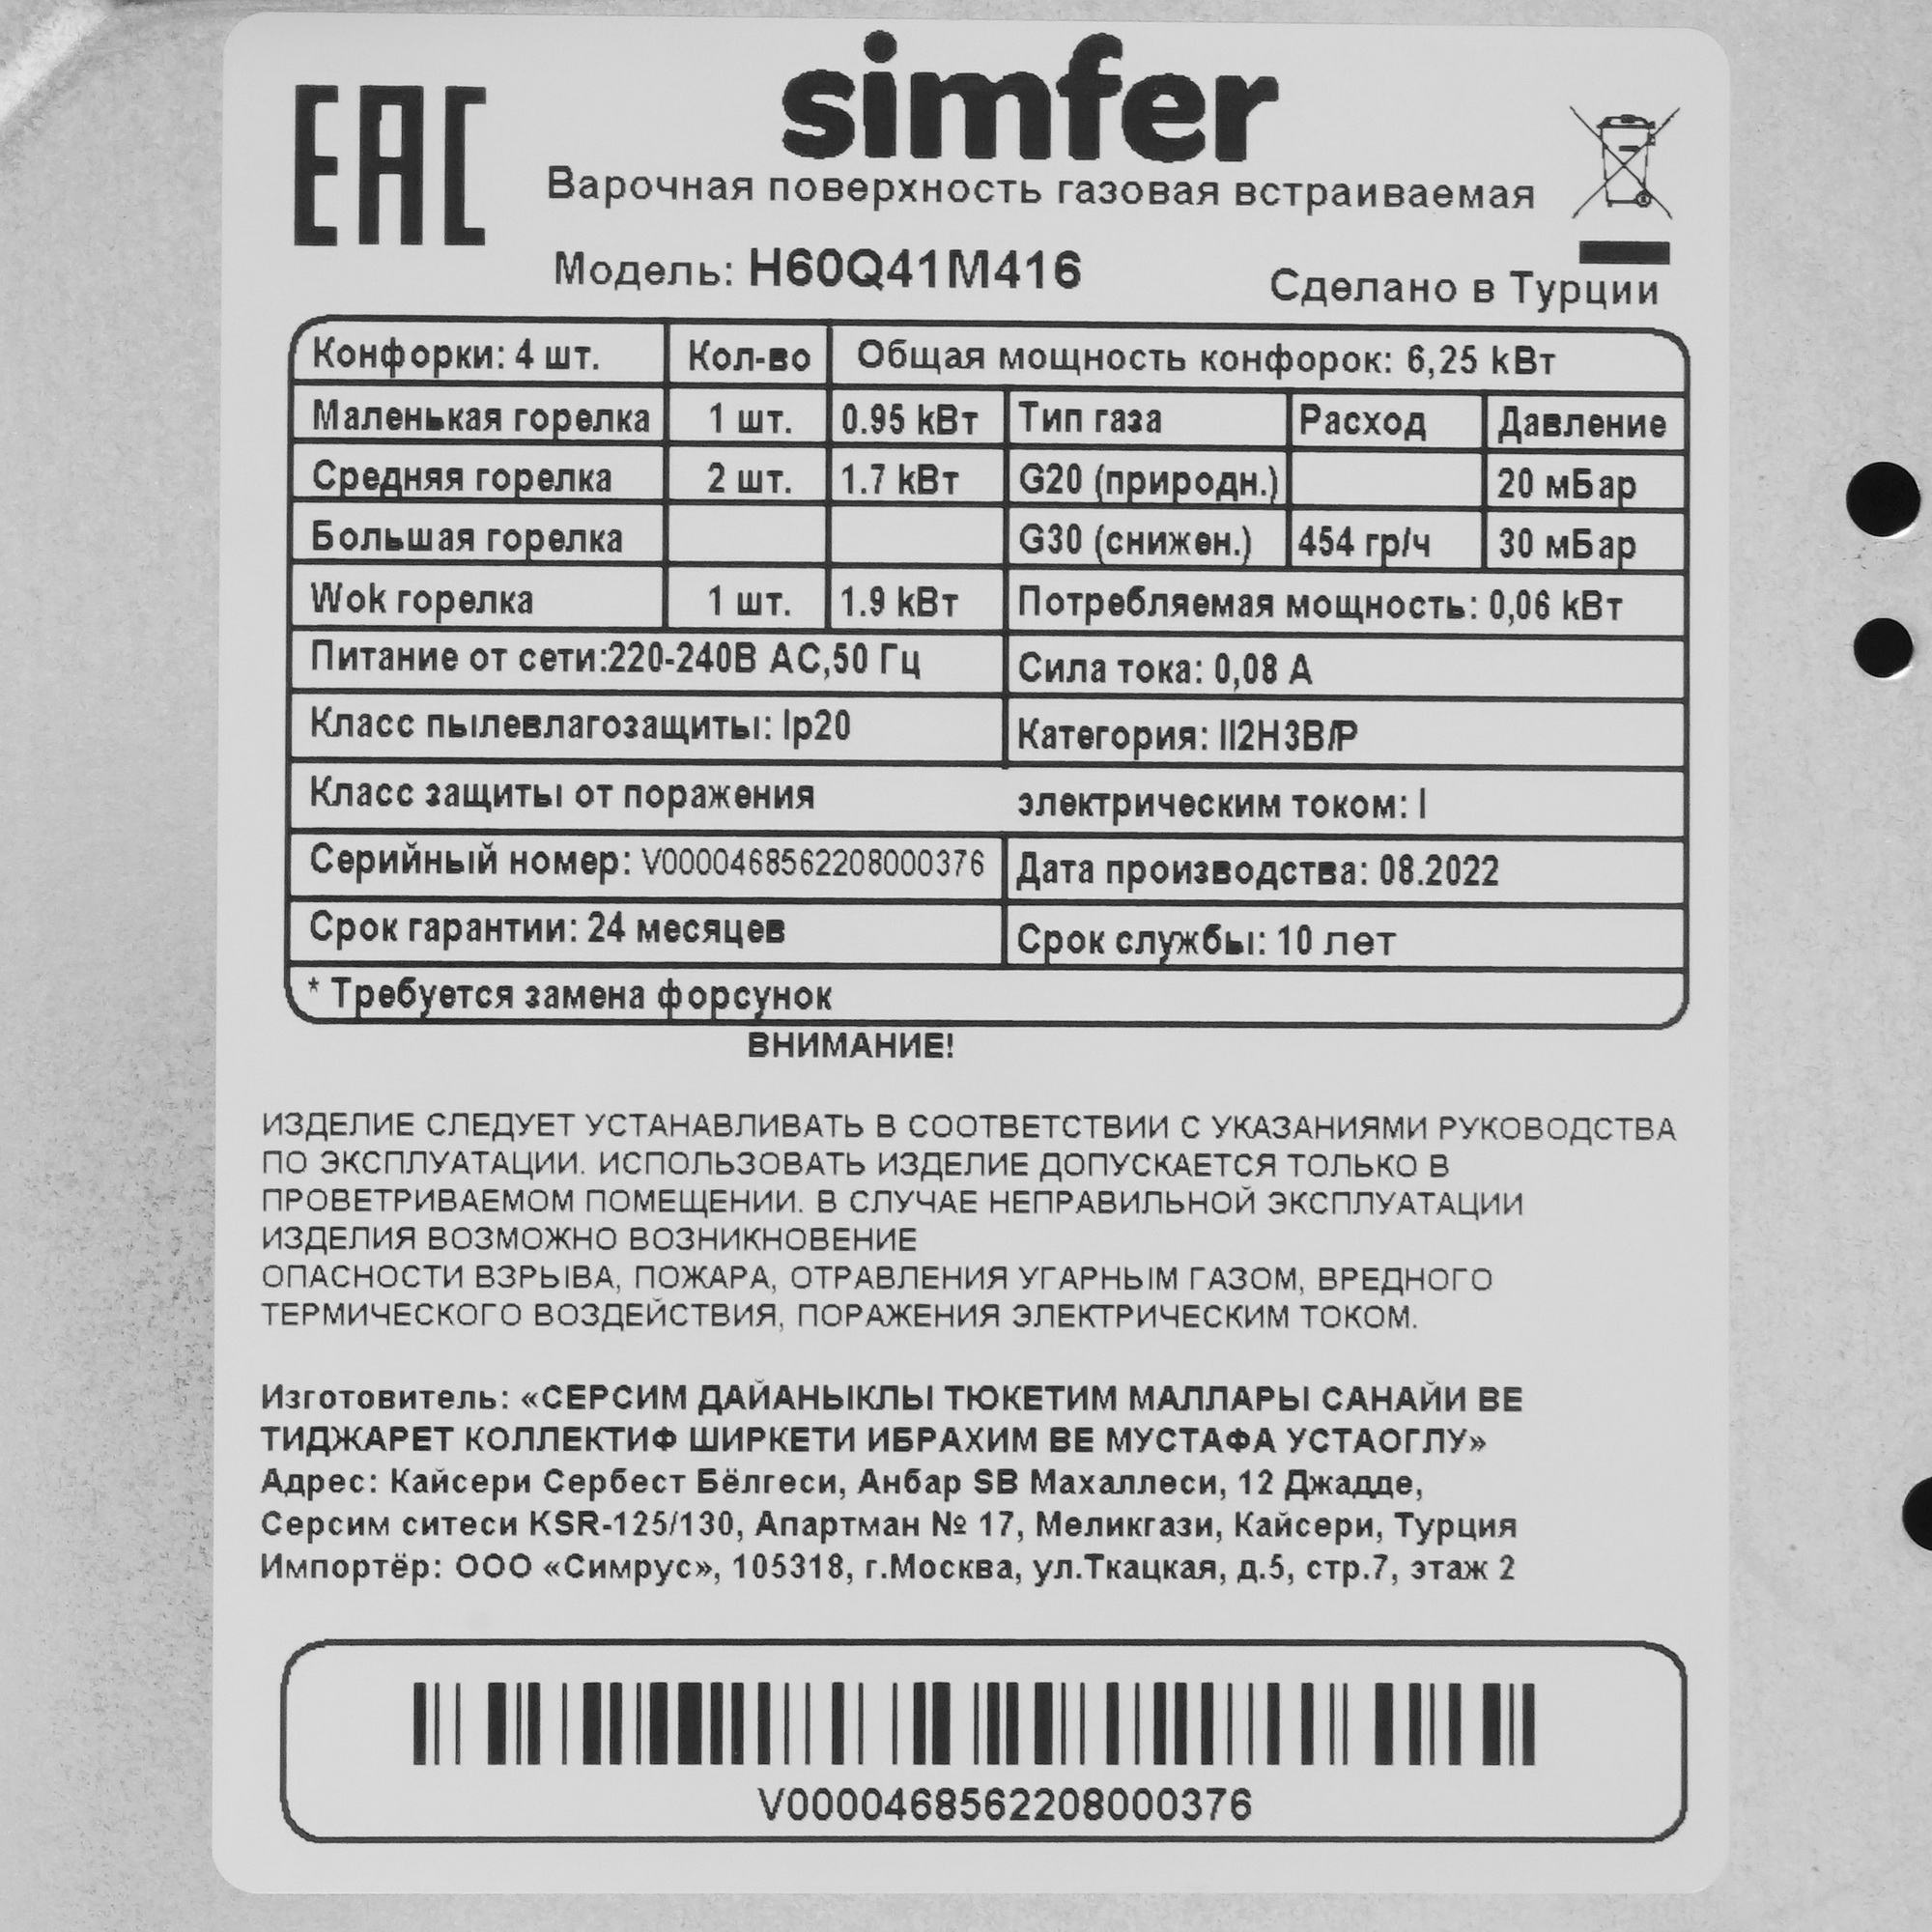 EAC
simfer
Варочная поверхность газовая встраиваемая
Модель: H60Q41M416
Сделано в Турции
Конфорки: 4 шт. Кол-во Общая мощность конфорок: 6,25 kВт
Маленькая горелка 1 шт. 0.95 kВт Тип газа Расход Давление
Средняя горелка 2 шт. 1.7 kВт G20 (природн.) 20 мБар
Большая горелка G30 (снижен.) 454 гр/ч 30 мБар
Wok горелка 1 шт. 1.9 kВт Потребляемая мощность: 0,06 kВт
Питание от сети:220-240В AC,50 Гц Сила тока: 0,08 А
Класс пылевлагозащиты: Ip20 Категория: II2H3B/P
Класс защиты от поражения электрическим током: I
Серийный номер: V0000468562208000376 Дата производства: 08.2022
Срок гарантии: 24 месяцев Срок службы: 10 лет
* Требуется замена форсунок
ВНИМАНИЕ!
ИЗДЕЛИЕ СЛЕДУЕТ УСТАНАВЛИВАТЬ В СООТВЕТСТВИИ С УКАЗАНИЯМИ РУКОВОДСТВА
ПО ЭКСПЛУАТАЦИИ. ИСПОЛЬЗОВАТЬ ИЗДЕЛИЕ ДОПУСКАЕТСЯ ТОЛЬКО В
ПРОВЕТРИВАЕМОМ ПОМЕЩЕНИИ. В СЛУЧАЕ НЕПРАВИЛЬНОЙ ЭКСПЛУАТАЦИИ
ИЗДЕЛИЯ ВОЗМОЖНО ВОЗНИКНОВЕНИЕ
ОПАСНОСТИ ВЗРЫВА, ПОЖАРА, ОТРАВЛЕНИЯ УГАРНЫМ ГАЗОМ, ВРЕДНОГО
ТЕРМИЧЕСКОГО ВОЗДЕЙСТВИЯ, ПОРАЖЕНИЯ ЭЛЕКТРИЧЕСКИМ ТОКОМ.
Изготовитель: «СЕРСИМ ДАЙАНЫКЛЫ ТЮКЕТИМ МАЛЛАРЫ САНАЙИ ВЕ
ТИДЖАРЕТ КОЛЛЕКТИФ ШИРКЕТИ ИБРАХИМ ВЕ МУСТАФА УСТАОГЛУ»
Адрес: Кайсери Сербест Бёлгеси, Анбар SB Махаллеси, 12 Джадде,
Серсим ситеси KSR-125/130, Апартман № 17, Меликгази, Кайсери, Турция
Импортёр: ООО «Симрус», 105318, г.Москва, ул.Ткацкая, д.5, стр.7, этаж 2
V0000468562208000376